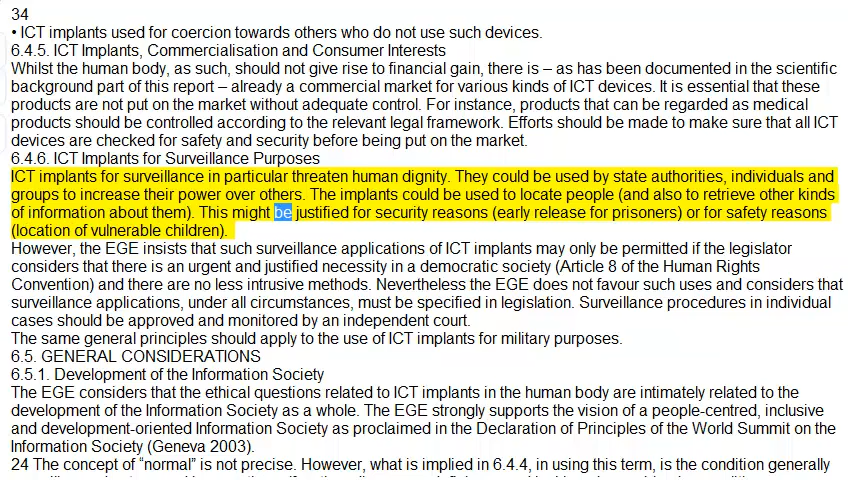 34
• ICT implants used for coercion towards others who do not use such devices.
6.4.5. ICT Implants, Commercialisation and Consumer Interests
Whilst the human body, as such, should not give rise to financial gain, there is – as has been documented in the scientific
background part of this report – already a commercial market for various kinds of ICT devices. It is essential that these
products are not put on the market without adequate control. For instance, products that can be regarded as medical
products should be controlled according to the relevant legal framework. Efforts should be made to make sure that all ICT
devices are checked for safety and security before being put on the market.
6.4.6. ICT Implants for Surveillance Purposes
ICT implants for surveillance in particular threaten human dignity. They could be used by state authorities, individuals and
groups to increase their power over others. The implants could be used to locate people (and also to retrieve other kinds
of information about them). This might be justified for security reasons (early release for prisoners) or for safety reasons
(location of vulnerable children).
However, the EGE insists that such surveillance applications of ICT implants may only be permitted if the legislator
considers that there is an urgent and justified necessity in a democratic society (Article 8 of the Human Rights
Convention) and there are no less intrusive methods. Nevertheless the EGE does not favour such uses and considers that
surveillance applications, under all circumstances, must be specified in legislation. Surveillance procedures in individual
cases should be approved and monitored by an independent court.
The same general principles should apply to the use of ICT implants for military purposes.
6.5. GENERAL CONSIDERATIONS
6.5.1. Development of the Information Society
The EGE considers that the ethical questions related to ICT implants in the human body are intimately related to the
development of the Information Society as a whole. The EGE strongly supports the vision of a people-centred, inclusive
and development-oriented Information Society as proclaimed in the Declaration of Principles of the World Summit on the
Information Society (Geneva 2003).
24 The concept of “normal” is not precise. However, what is implied in 6.4.4, in using this term, is the condition generally